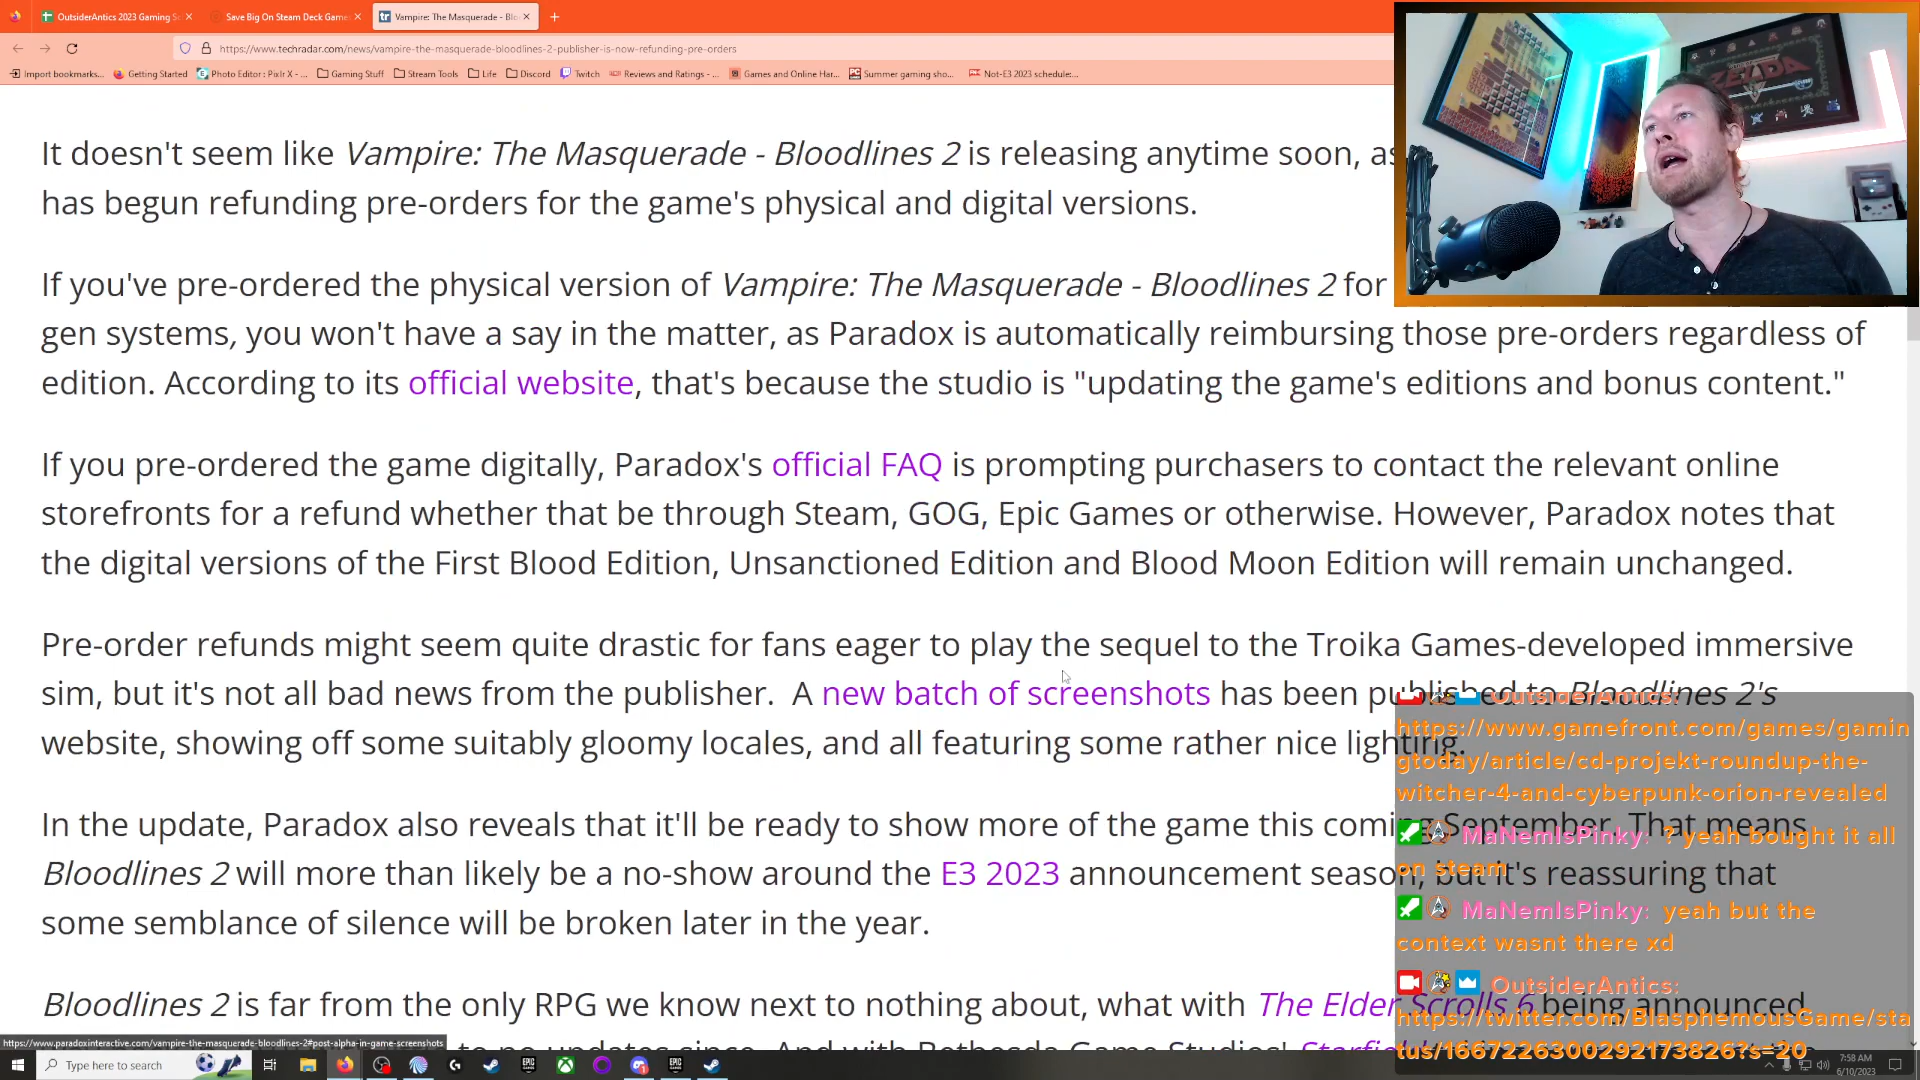 OutsiderAntics 2023 Gaming Sc
Save Big On Steam Deck Game
Vampire: The Masquerade - Blo
https://www.techradar.com/news/vampire-the-masquerade-bloodlines-2-publisher-is-now-refunding-pre-orders
Import bookmarks... Getting Started Photo Editor : Pixlr X - ... Gaming Stuff Stream Tools Life Discord Twitch Reviews and Ratings - ... Games and Online Har... Summer gaming sho... Not-E3 2023 schedule:...
ZELDA
It doesn't seem like Vampire: The Masquerade - Bloodlines 2 is releasing anytime soon, as
has begun refunding pre-orders for the game's physical and digital versions.
If you've pre-ordered the physical version of Vampire: The Masquerade - Bloodlines 2 for
gen systems, you won't have a say in the matter, as Paradox is automatically reimbursing those pre-orders regardless of
edition. According to its official website, that's because the studio is "updating the game's editions and bonus content."
If you pre-ordered the game digitally, Paradox's official FAQ is prompting purchasers to contact the relevant online
storefronts for a refund whether that be through Steam, GOG, Epic Games or otherwise. However, Paradox notes that
the digital versions of the First Blood Edition, Unsanctioned Edition and Blood Moon Edition will remain unchanged.
Pre-order refunds might seem quite drastic for fans eager to play the sequel to the Troika Games-developed immersive
sim, but it's not all bad news from the publisher. A new batch of screenshots has been published to Bloodlines 2's
website, showing off some suitably gloomy locales, and all featuring some rather nice lighting.
In the update, Paradox also reveals that it'll be ready to show more of the game this coming September. That means
Bloodlines 2 will more than likely be a no-show around the E3 2023 announcement season, but it's reassuring that
some semblance of silence will be broken later in the year.
Bloodlines 2 is far from the only RPG we know next to nothing about, what with The Elder Scrolls 6 being announced
to no updates since. And with Bethesda Game Studios' Starfield
OutsiderAntics:
https://www.gamefront.com/games/gamin
gtoday/article/cd-projekt-roundup-the-
witcher-4-and-cyberpunk-orion-revealed
MaNemIsPinky: ? yeah bought it all
on steam
MaNemIsPinky: yeah but the
context wasnt there xd
OutsiderAntics:
https://twitter.com/BlasphemousGame/sta
tus/1667226300292173826?s=20
https://www.paradoxinteractive.com/vampire-the-masquerade-bloodlines-2#post-alpha-in-game-screenshots
Type here to search
7:58 AM
6/10/2023